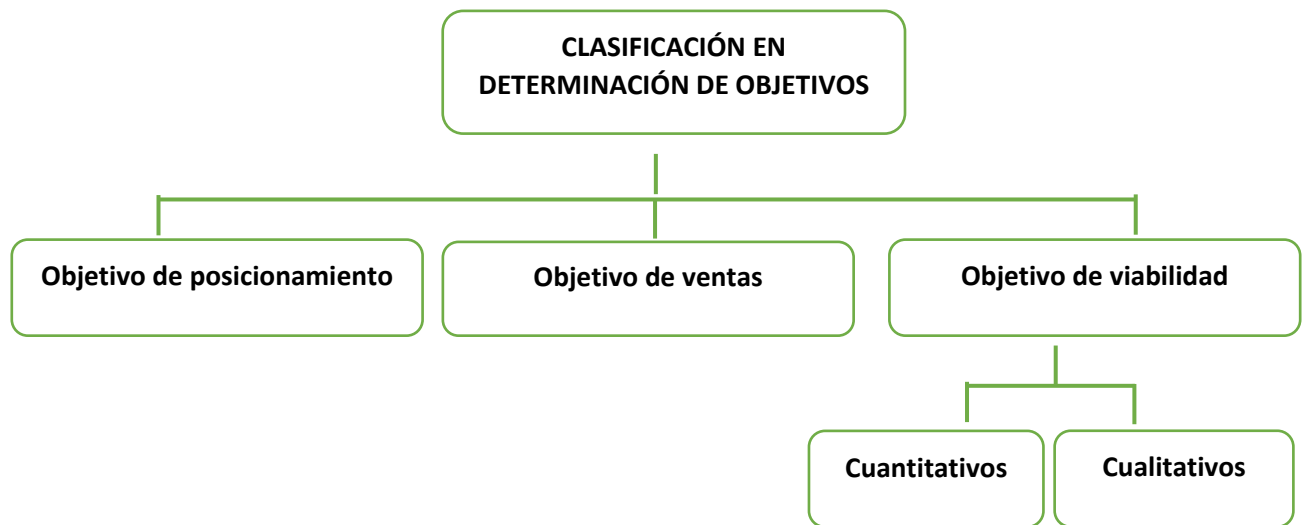 CLASIFICACIÓN EN
DETERMINACIÓN DE OBJETIVOS
Objetivo de posicionamiento
Objetivo de ventas
Objetivo de viabilidad
Cuantitativos
Cualitativos